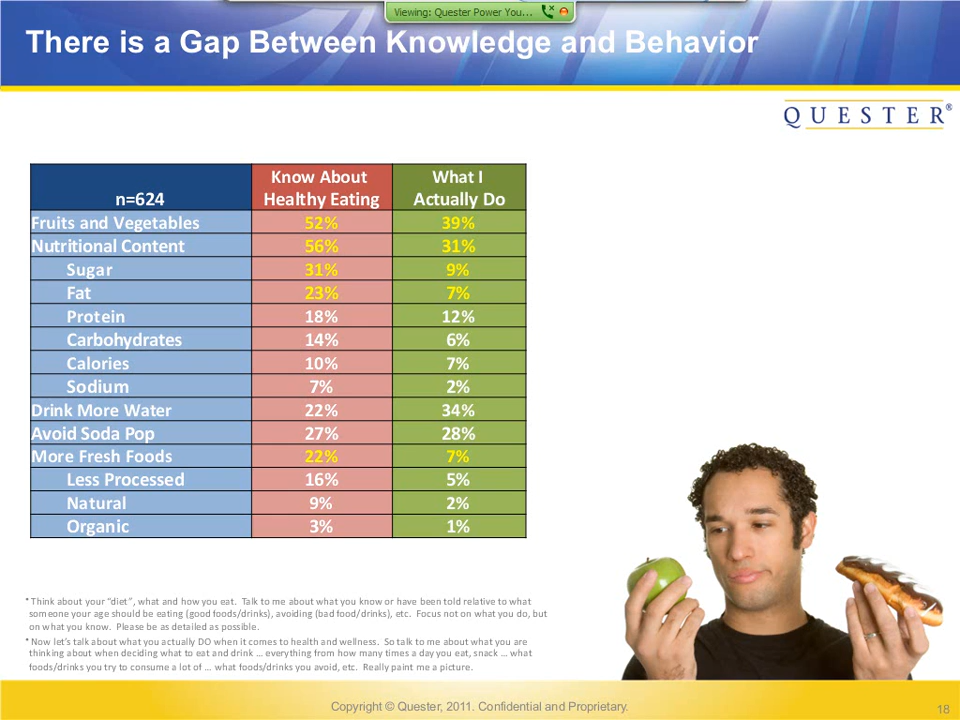 Viewing: Quester Power You...
There is a Gap Between Knowledge and Behavior
QUESTER®
n=624 Know About Healthy Eating What I Actually Do
Fruits and Vegetables 52% 39%
Nutritional Content 56% 31%
Sugar 31% 9%
Fat 23% 7%
Protein 18% 12%
Carbohydrates 14% 6%
Calories 10% 7%
Sodium 7% 2%
Drink More Water 22% 34%
Avoid Soda Pop 27% 28%
More Fresh Foods 22% 7%
Less Processed 16% 5%
Natural 9% 2%
Organic 3% 1%
* Think about your “diet”, what and how you eat. Talk to me about what you know or have been told relative to what
someone your age should be eating (good foods/drinks), avoiding (bad food/drinks), etc. Focus not on what you do, but
on what you know. Please be as detailed as possible.
* Now let’s talk about what you actually DO when it comes to health and wellness. So talk to me about what you are
thinking about when deciding what to eat and drink … everything from how many times a day you eat, snack … what
foods/drinks you try to consume a lot of … what foods/drinks you avoid, etc. Really paint me a picture.
Copyright © Quester, 2011. Confidential and Proprietary.
18